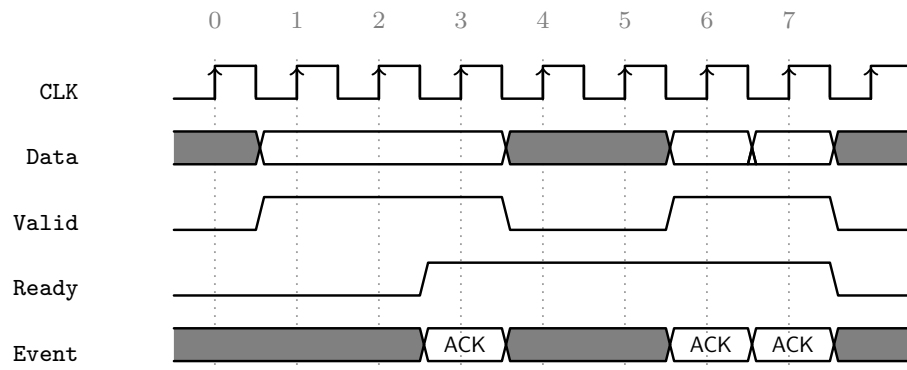 0 1 2 3 4 5 6 7
CLK
Data
Valid
Ready
Event ACK ACK ACK